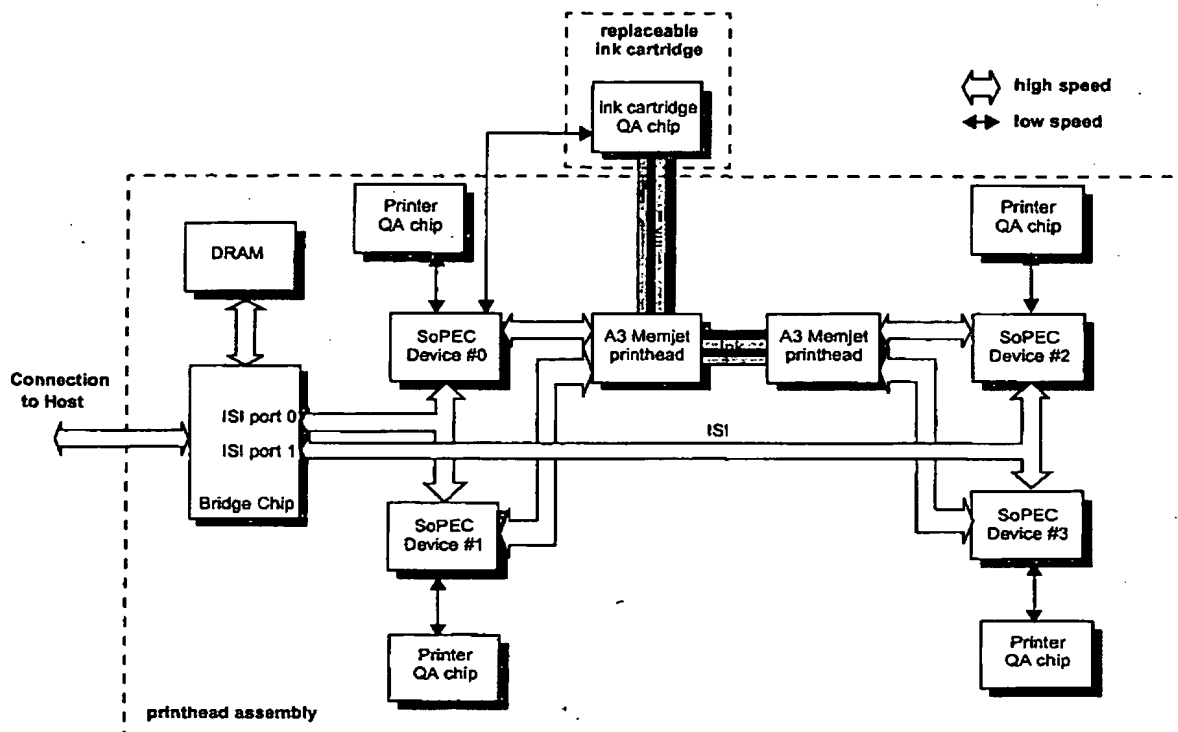 replaceable
ink cartridge
ink cartridge
QA chip
high speed
low speed
Printer
QA chip
Printer
QA chip
DRAM
Ink
SoPEC
Device #0
A3 Memjet
printhead
Ink
A3 Memjet
printhead
SoPEC
Device #2
Connection
to Host
ISI port 0
ISI port 1
Bridge Chip
ISI
SoPEC
Device #1
SoPEC
Device #3
Printer
QA chip
Printer
QA chip
printhead assembly